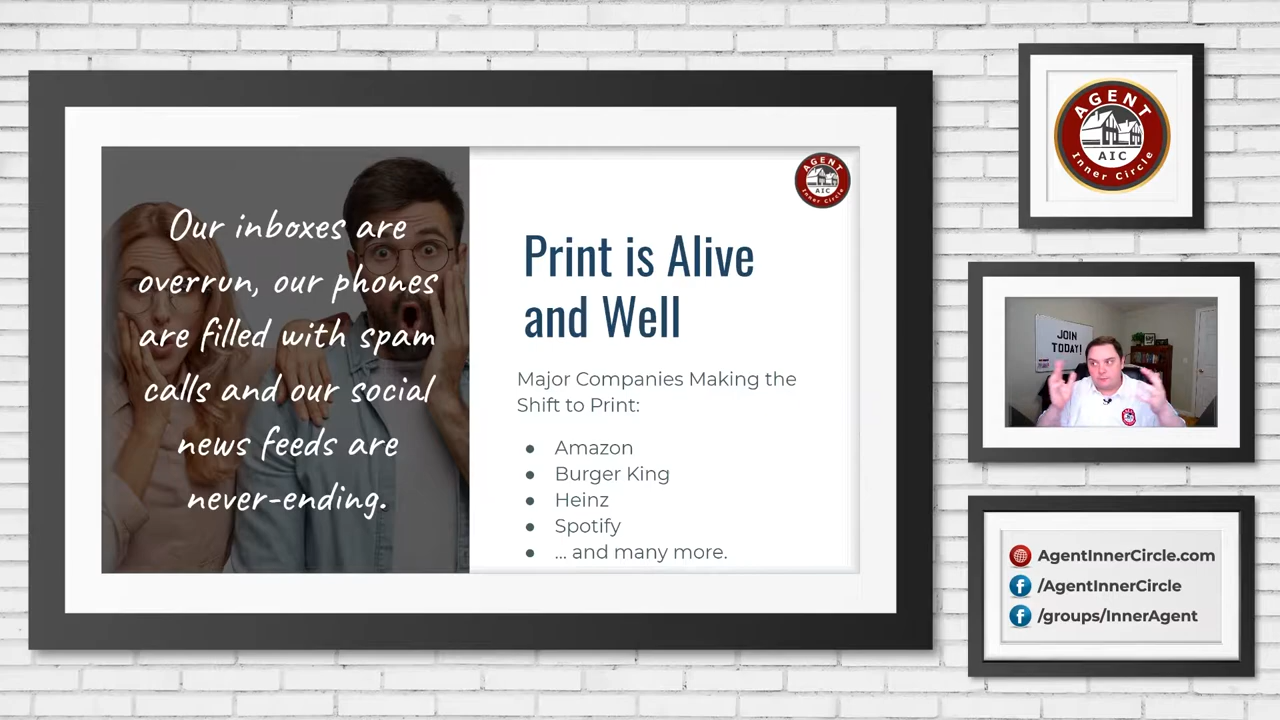 Our inboxes are
overrun, our phones
are filled with spam
calls and our social
news feeds are
never-ending.
AGENT
AIC
Inner Circle
Print is Alive
and Well
Major Companies Making the
Shift to Print:
● Amazon
● Burger King
● Heinz
● Spotify
● ... and many more.
AGENT
AIC
Inner Circle
JOIN
TODAY!
AgentInnerCircle.com
f /AgentInnerCircle
f /groups/InnerAgent